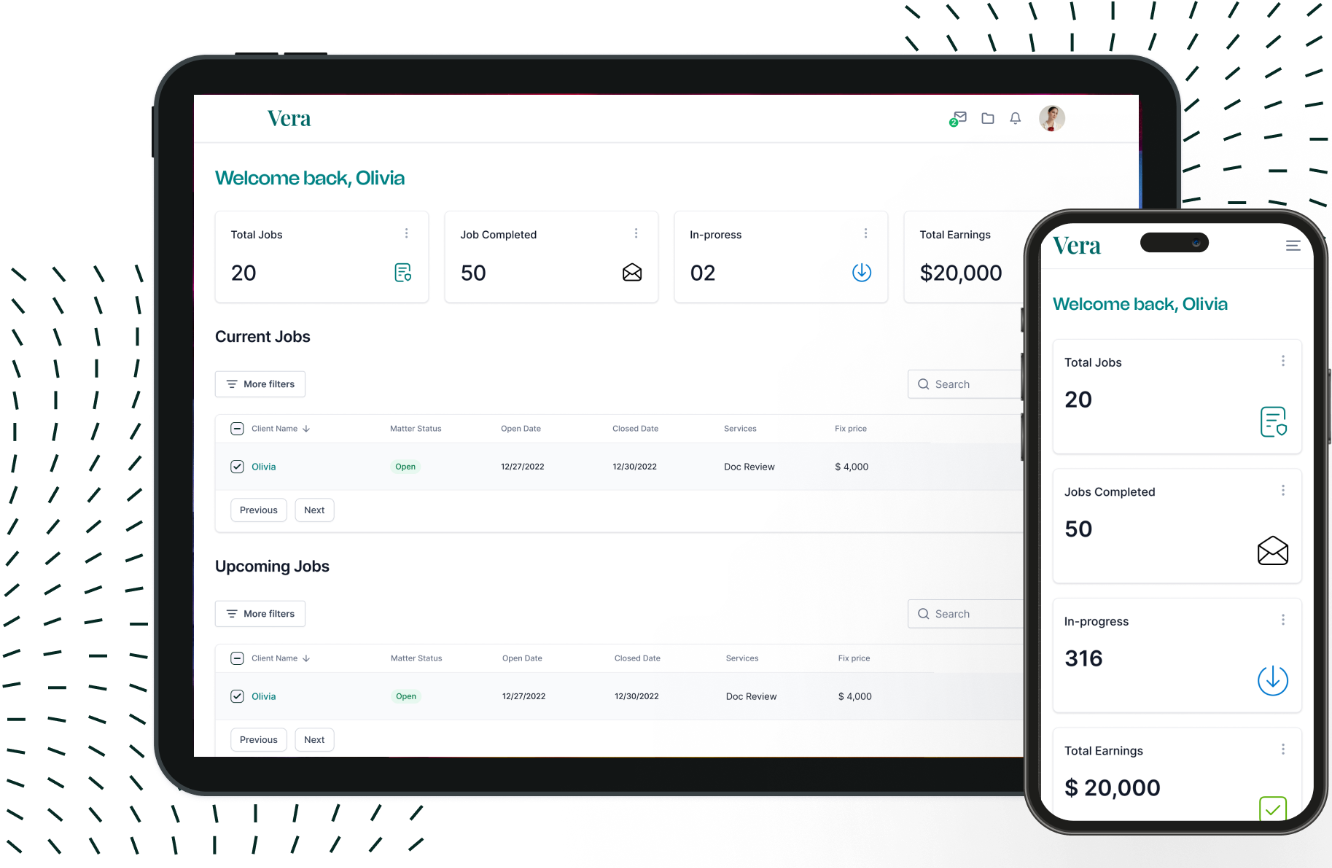 Vera
2
Welcome back, Olivia
Total Jobs
20
Job Completed
50
In-proress
02
Total Earnings
$20,000
Current Jobs
More filters
Search
Client Name Matter Status Open Date Closed Date Services Fix price
Olivia Open 12/27/2022 12/30/2022 Doc Review $ 4,000
Previous Next
Upcoming Jobs
More filters
Search
Client Name Matter Status Open Date Closed Date Services Fix price
Olivia Open 12/27/2022 12/30/2022 Doc Review $ 4,000
Previous Next
Vera
Welcome back, Olivia
Total Jobs
20
Jobs Completed
50
In-progress
316
Total Earnings
$ 20,000